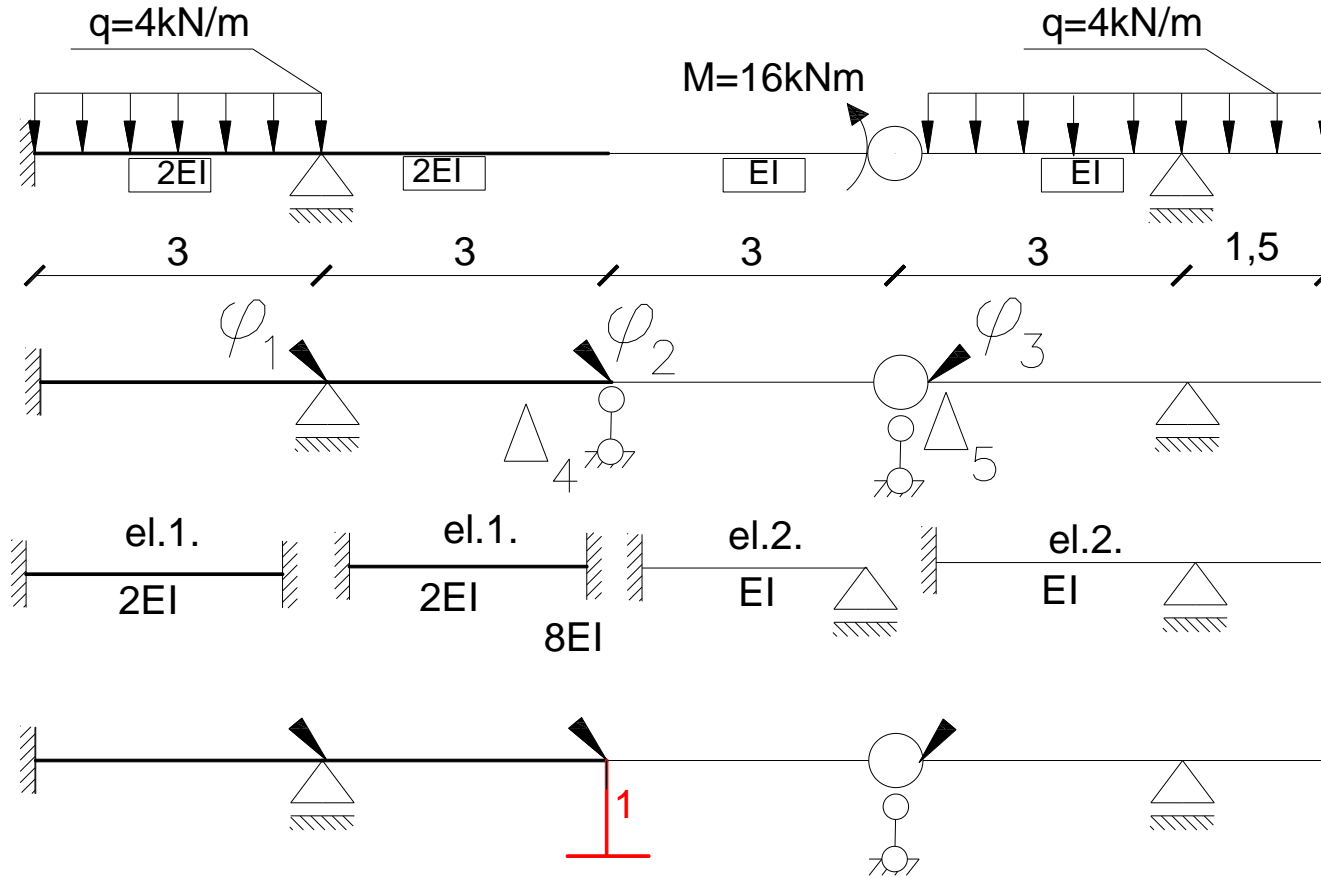 q=4kN/m q=4kN/m
M=16kNm
2EI 2EI EI EI
3 3 3 3 1,5
φ1 φ2 φ3
Δ4 Δ5
el.1. el.1. el.2. el.2.
2EI 2EI EI EI
8EI
1